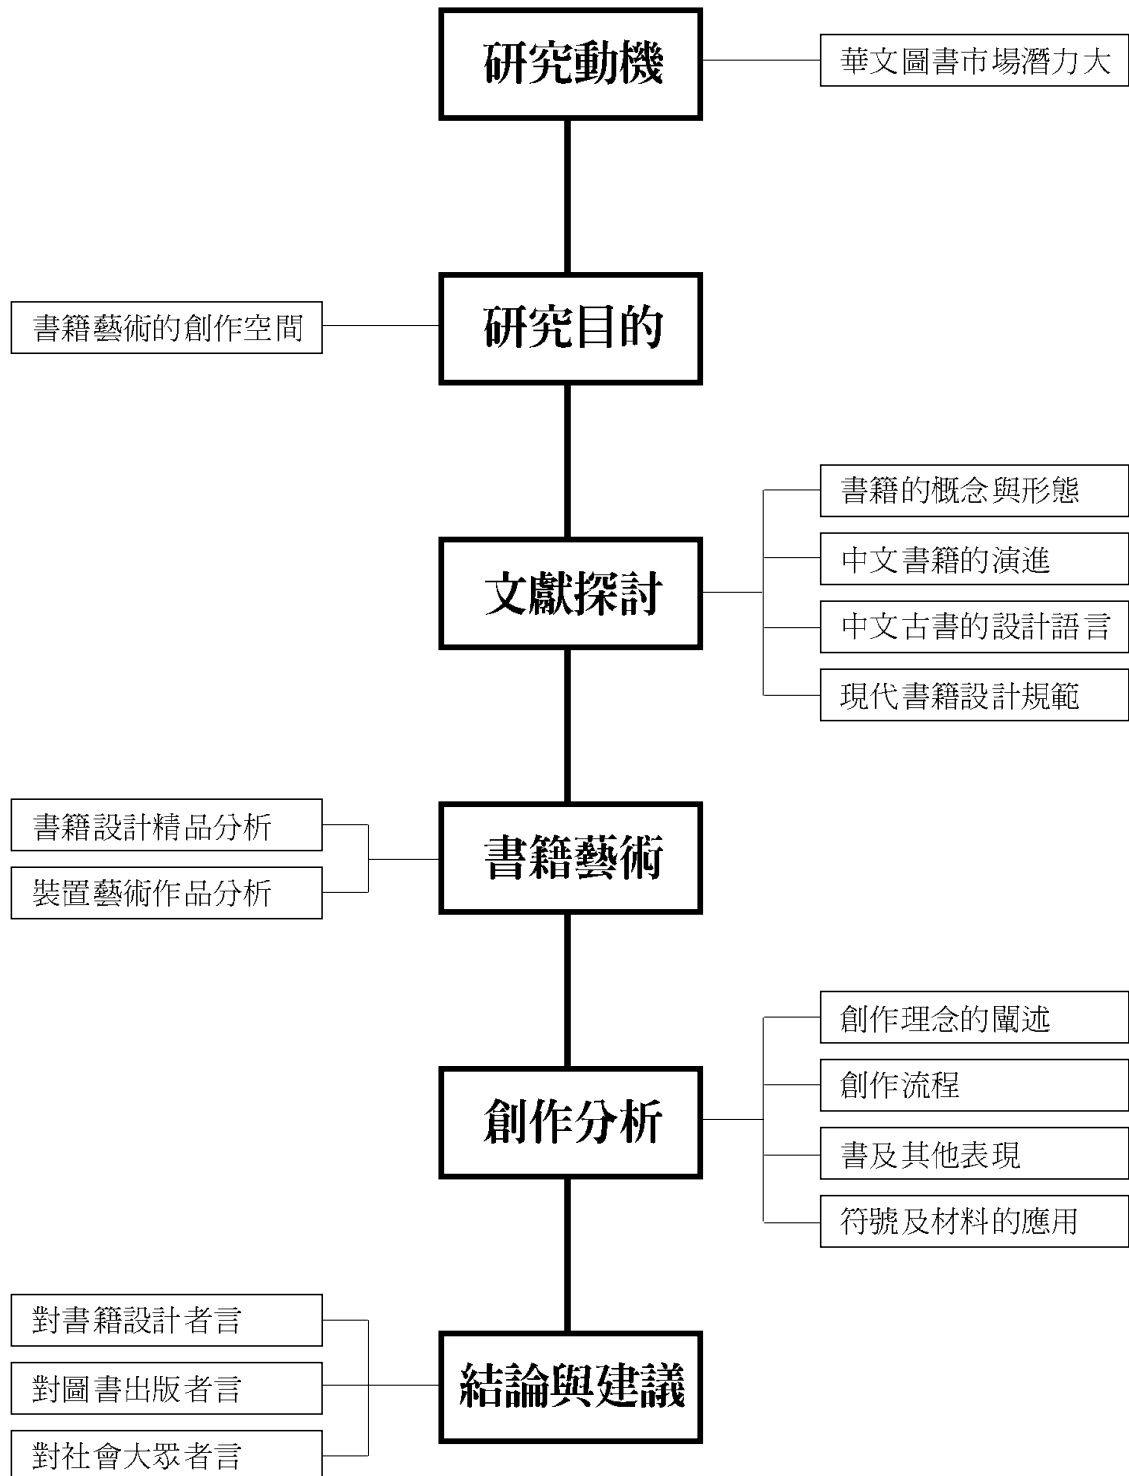 研究動機
華文圖書市場潛力大
研究目的
書籍藝術的創作空間
文獻探討
書籍的概念與形態
中文書籍的演進
中文古書的設計語言
現代書籍設計規範
書籍藝術
書籍設計精品分析
裝置藝術作品分析
創作分析
創作理念的闡述
創作流程
書及其他表現
符號及材料的應用
結論與建議
對書籍設計者言
對圖書出版者言
對社會大眾者言